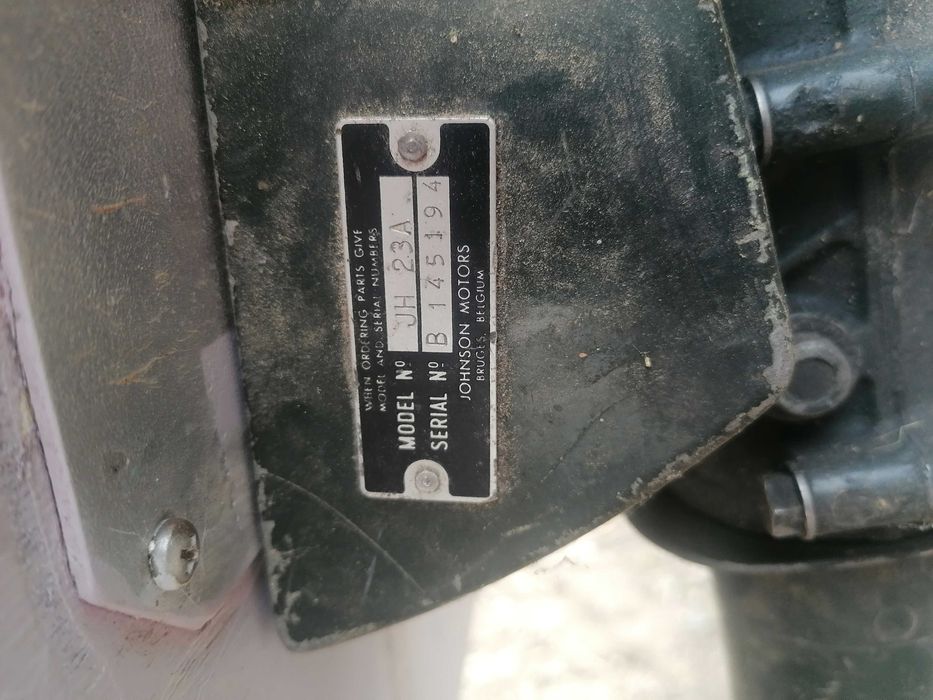 WHEN ORDERING PARTS GIVE
MODEL AND SERIAL NUMBERS
MODEL Nº JH 23A
SERIAL Nº B 145194
JOHNSON MOTORS
BRUGES, BELGIUM